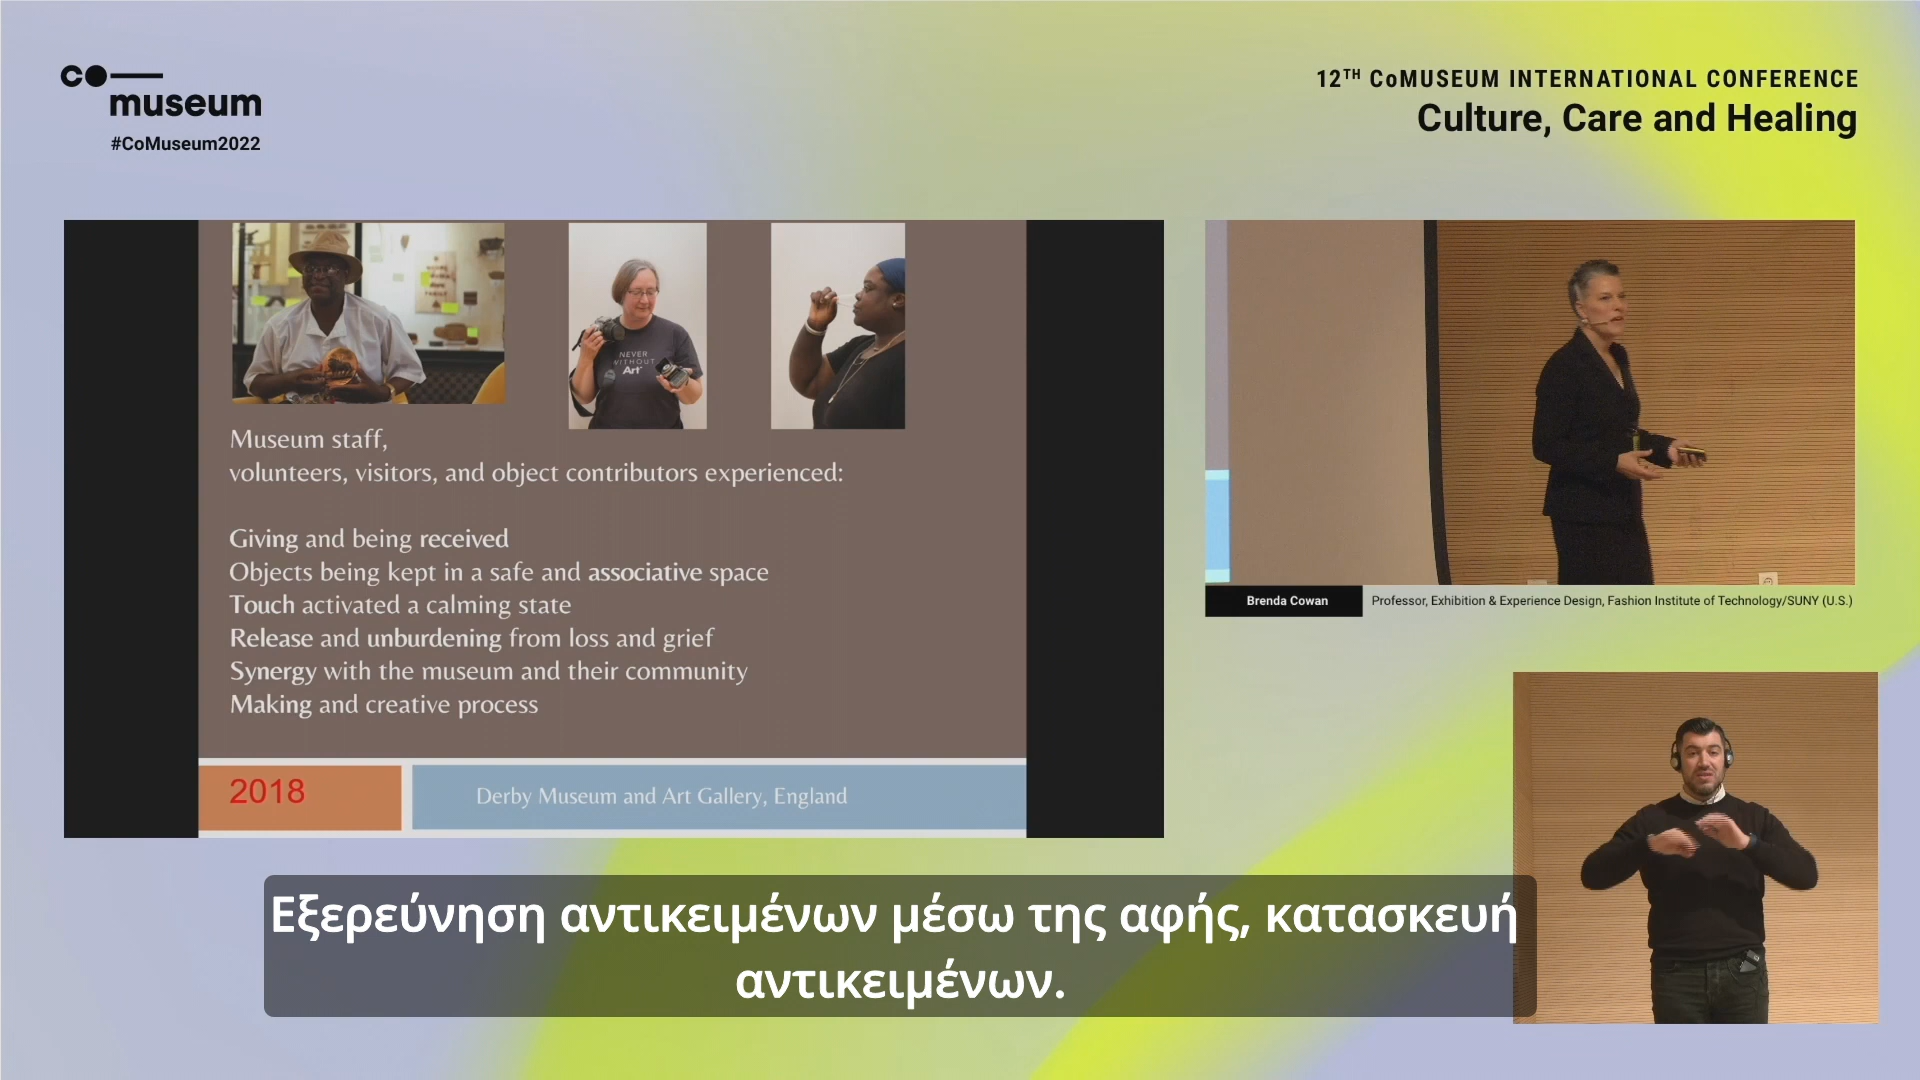 co museum
#CoMuseum2022
12TH CoMUSEUM INTERNATIONAL CONFERENCE
Culture, Care and Healing
NEVER
WITHOUT
Art
Museum staff,
volunteers, visitors, and object contributors experienced:
Giving and being received
Objects being kept in a safe and associative space
Touch activated a calming state
Release and unburdening from loss and grief
Synergy with the museum and their community
Making and creative process
2018
Derby Museum and Art Gallery, England
Brenda Cowan
Professor, Exhibition & Experience Design, Fashion Institute of Technology/SUNY (U.S.)
Εξερεύνηση αντικειμένων μέσω της αφής, κατασκευή
αντικειμένων.